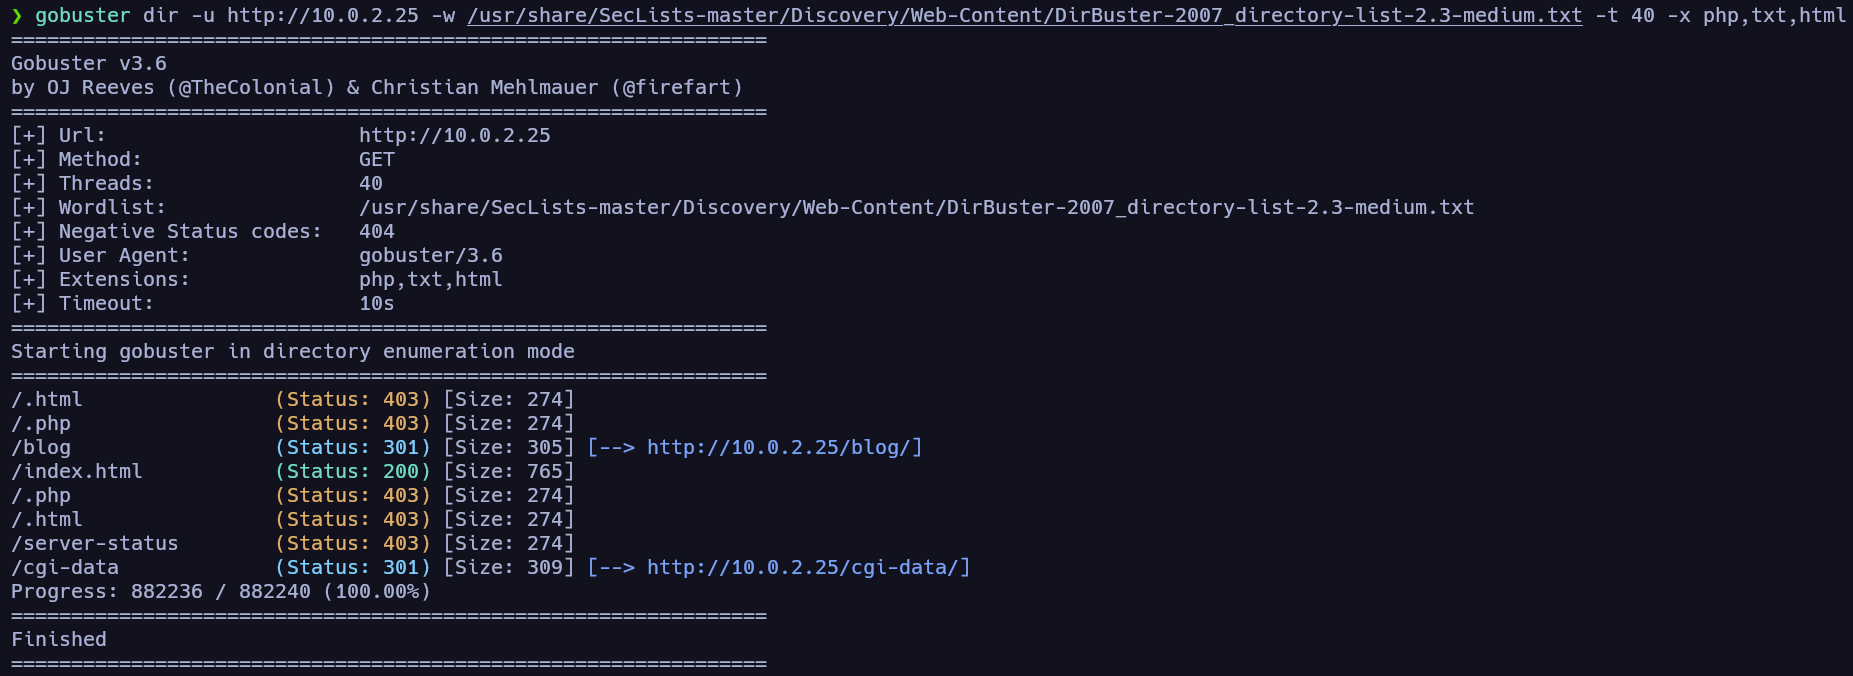 ❯ gobuster dir -u http://10.0.2.25 -w /usr/share/SecLists-master/Discovery/Web-Content/DirBuster-2007_directory-list-2.3-medium.txt -t 40 -x php,txt,html
===============================================================
Gobuster v3.6
by OJ Reeves (@TheColonial) & Christian Mehlmauer (@firefart)
===============================================================
[+] Url:                     http://10.0.2.25
[+] Method:                  GET
[+] Threads:                 40
[+] Wordlist:                /usr/share/SecLists-master/Discovery/Web-Content/DirBuster-2007_directory-list-2.3-medium.txt
[+] Negative Status codes:   404
[+] User Agent:              gobuster/3.6
[+] Extensions:              php,txt,html
[+] Timeout:                 10s
===============================================================
Starting gobuster in directory enumeration mode
===============================================================
/.html                (Status: 403) [Size: 274]
/.php                 (Status: 403) [Size: 274]
/blog                 (Status: 301) [Size: 305] [--> http://10.0.2.25/blog/]
/index.html           (Status: 200) [Size: 765]
/.php                 (Status: 403) [Size: 274]
/.html                (Status: 403) [Size: 274]
/server-status        (Status: 403) [Size: 274]
/cgi-data             (Status: 301) [Size: 309] [--> http://10.0.2.25/cgi-data/]
Progress: 882236 / 882240 (100.00%)
===============================================================
Finished
===============================================================